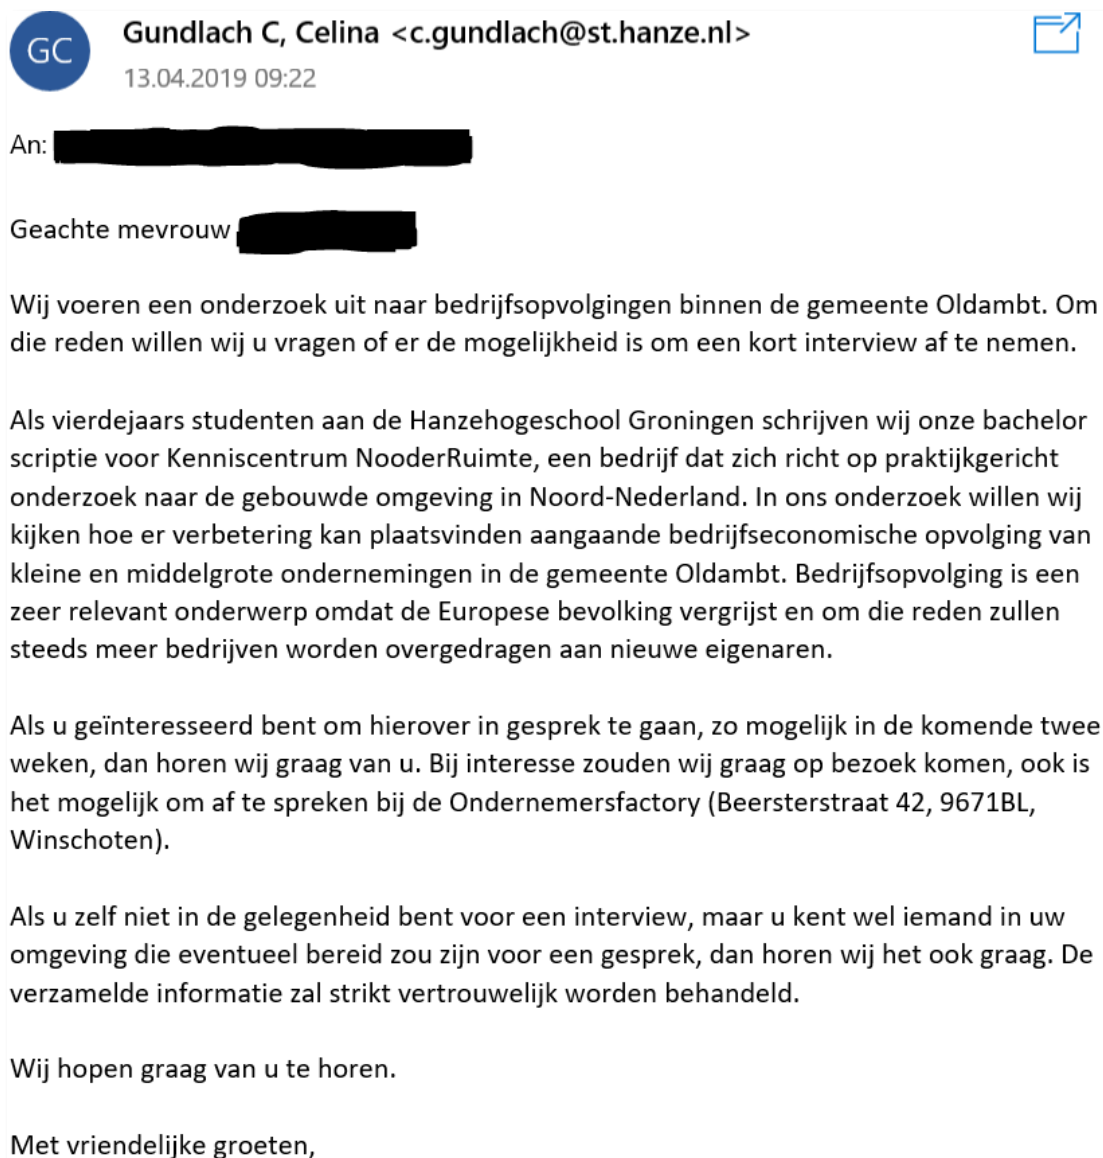 GC
Gundlach C, Celina <c.gundlach@st.hanze.nl>
13.04.2019 09:22
An:
Geachte mevrouw
Wij voeren een onderzoek uit naar bedrijfsopvolgingen binnen de gemeente Oldambt. Om
die reden willen wij u vragen of er de mogelijkheid is om een kort interview af te nemen.
Als vierdejaars studenten aan de Hanzehogeschool Groningen schrijven wij onze bachelor
scriptie voor Kenniscentrum NooderRuimte, een bedrijf dat zich richt op praktijkgericht
onderzoek naar de gebouwde omgeving in Noord-Nederland. In ons onderzoek willen wij
kijken hoe er verbetering kan plaatsvinden aangaande bedrijfseconomische opvolging van
kleine en middelgrote ondernemingen in de gemeente Oldambt. Bedrijfsopvolging is een
zeer relevant onderwerp omdat de Europese bevolking vergrijst en om die reden zullen
steeds meer bedrijven worden overgedragen aan nieuwe eigenaren.
Als u geïnteresseerd bent om hierover in gesprek te gaan, zo mogelijk in de komende twee
weken, dan horen wij graag van u. Bij interesse zouden wij graag op bezoek komen, ook is
het mogelijk om af te spreken bij de Ondernemersfactory (Beersterstraat 42, 9671BL,
Winschoten).
Als u zelf niet in de gelegenheid bent voor een interview, maar u kent wel iemand in uw
omgeving die eventueel bereid zou zijn voor een gesprek, dan horen wij het ook graag. De
verzamelde informatie zal strikt vertrouwelijk worden behandeld.
Wij hopen graag van u te horen.
Met vriendelijke groeten,